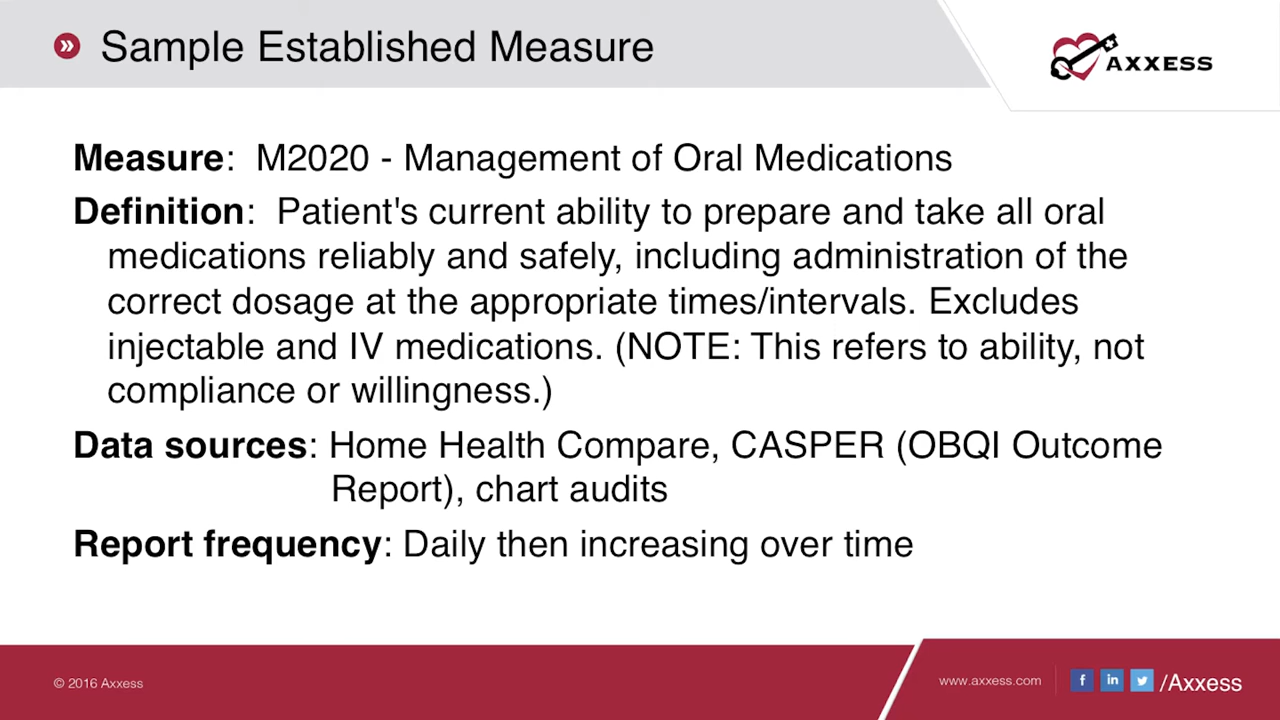 Sample Established Measure
AXXESS
Measure: M2020 - Management of Oral Medications
Definition: Patient's current ability to prepare and take all oral
medications reliably and safely, including administration of the
correct dosage at the appropriate times/intervals. Excludes
injectable and IV medications. (NOTE: This refers to ability, not
compliance or willingness.)
Data sources: Home Health Compare, CASPER (OBQI Outcome
Report), chart audits
Report frequency: Daily then increasing over time
© 2016 Axxess
www.axxess.com
/Axxess